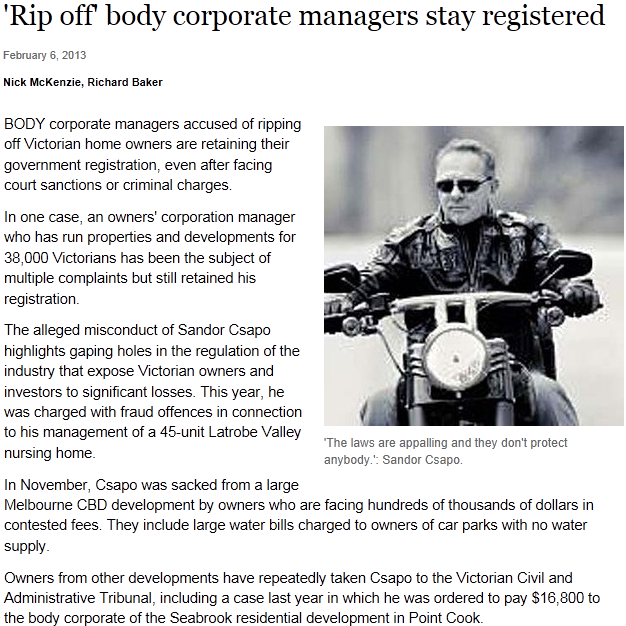 'Rip off' body corporate managers stay registered
February 6, 2013
Nick McKenzie, Richard Baker
BODY corporate managers accused of ripping
off Victorian home owners are retaining their
government registration, even after facing
court sanctions or criminal charges.
In one case, an owners' corporation manager
who has run properties and developments for
38,000 Victorians has been the subject of
multiple complaints but still retained his
registration.
The alleged misconduct of Sandor Csapo
highlights gaping holes in the regulation of the
industry that expose Victorian owners and
investors to significant losses. This year, he
was charged with fraud offences in connection
to his management of a 45-unit Latrobe Valley
nursing home.
'The laws are appalling and they don't protect
anybody.': Sandor Csapo.
In November, Csapo was sacked from a large
Melbourne CBD development by owners who are facing hundreds of thousands of dollars in
contested fees. They include large water bills charged to owners of car parks with no water
supply.
Owners from other developments have repeatedly taken Csapo to the Victorian Civil and
Administrative Tribunal, including a case last year in which he was ordered to pay $16,800 to
the body corporate of the Seabrook residential development in Point Cook.